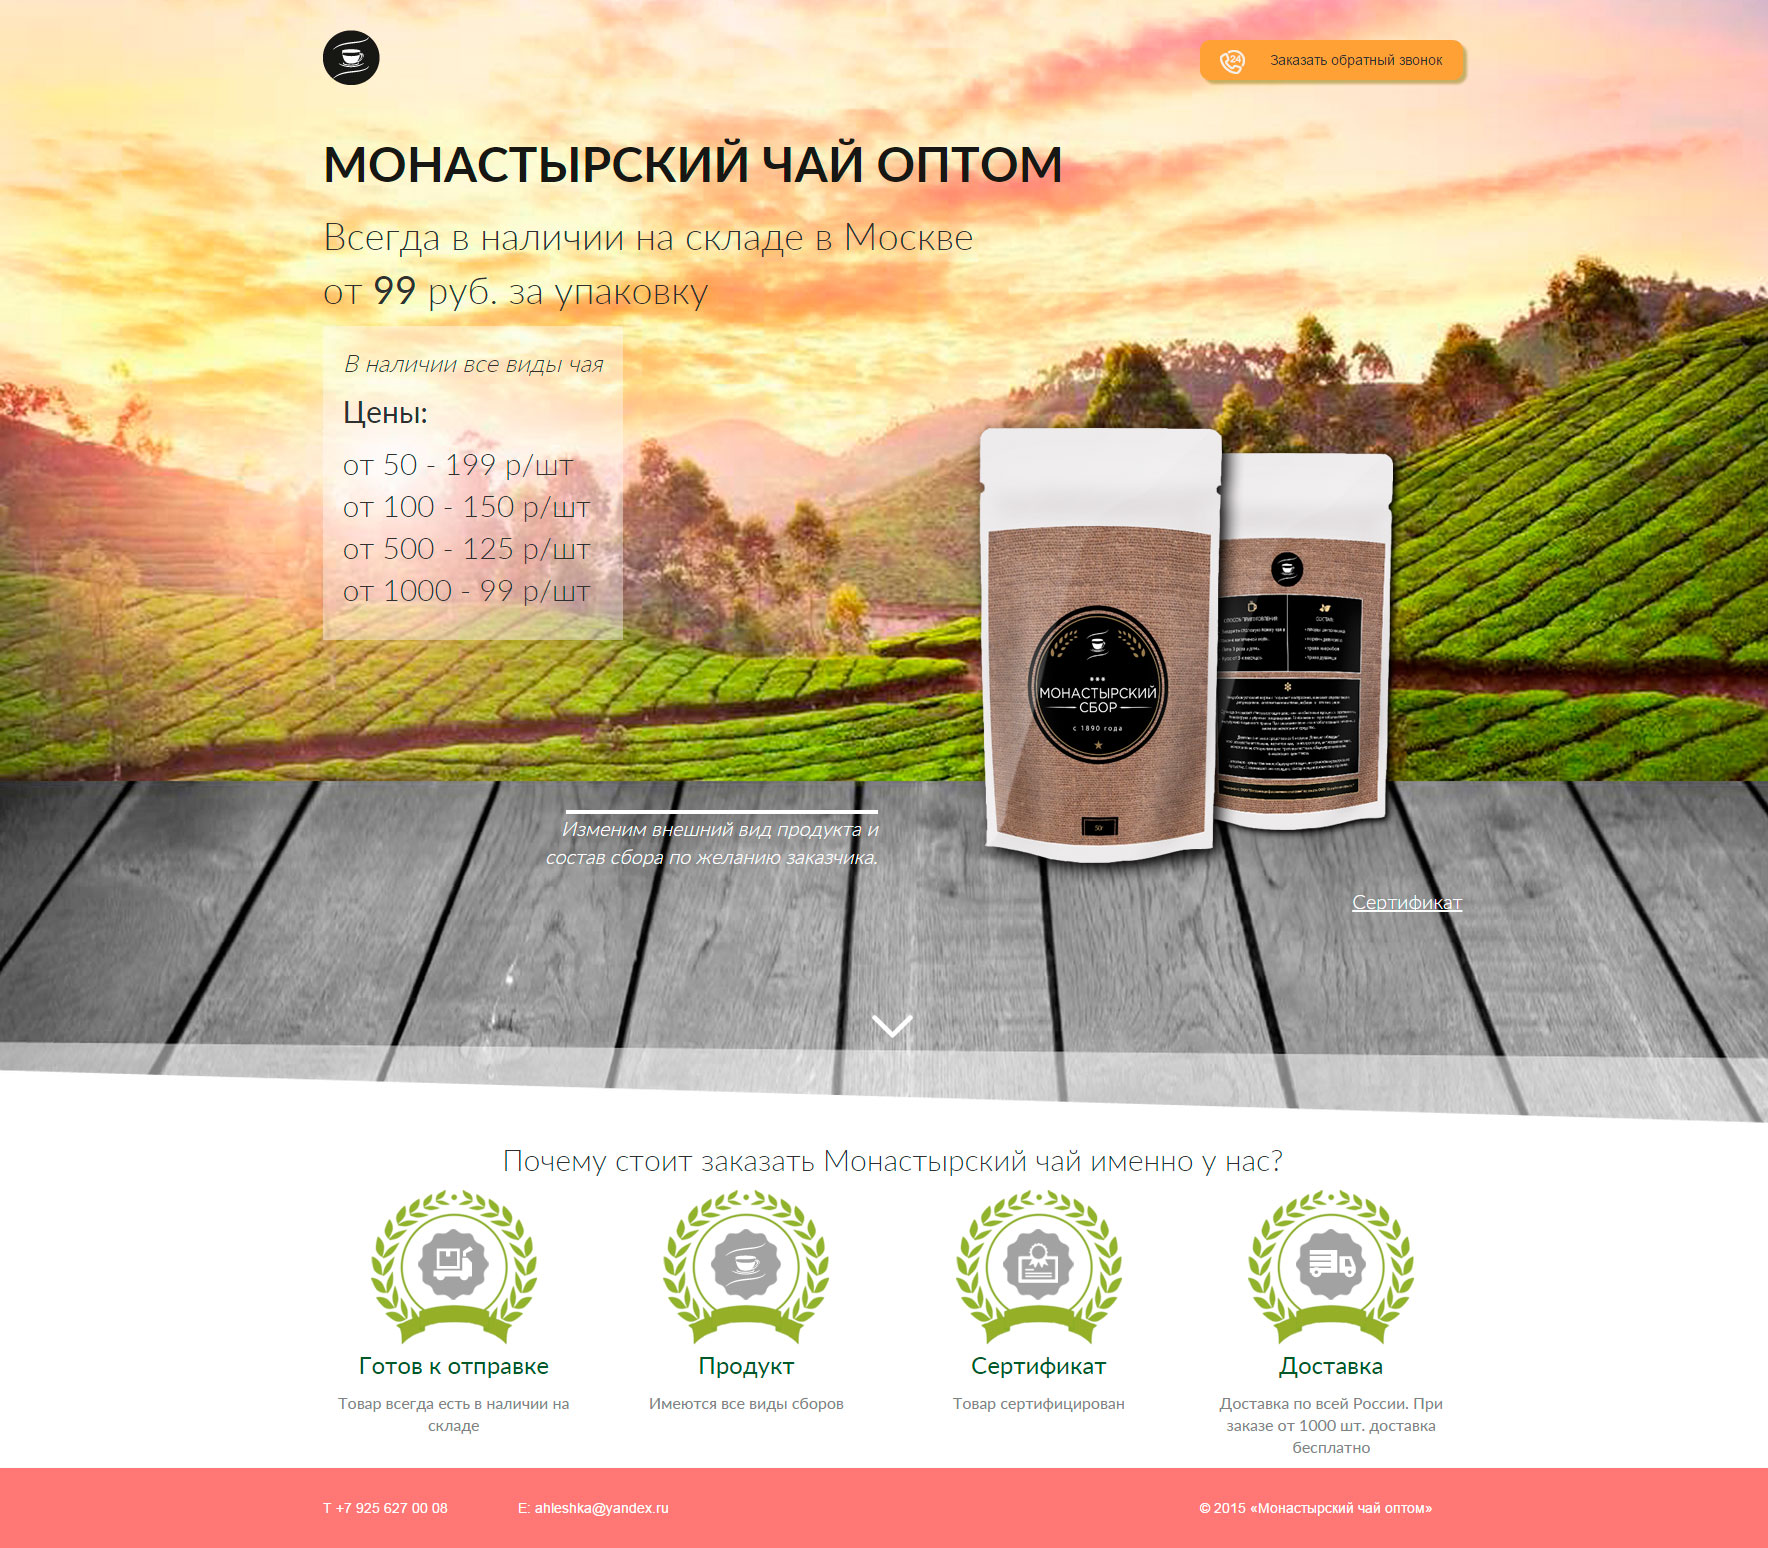 24
Заказать обратный звонок
МОНАСТЫРСКИЙ ЧАЙ ОПТОМ
Всегда в наличии на складе в Москве
от 99 руб. за упаковку
В наличии все виды чая
Цены:
от 50 - 199 р/шт
от 100 - 150 р/шт
от 500 - 125 р/шт
от 1000 - 99 р/шт
МОНАСТЫРСКИЙ
СБОР
с 1890 года
50
СПОСОБ ПРИГОТОВЛЕНИЯ
СОСТАВ:
Изменим внешний вид продукта и
состав сбора по желанию заказчика.
Сертификат
Почему стоит заказать Монастырский чай именно у нас?
Готов к отправке
Товар всегда есть в наличии на
складе
Продукт
Имеются все виды сборов
Сертификат
Товар сертифицирован
Доставка
Доставка по всей России. При
заказе от 1000 шт. доставка
бесплатно
T +7 925 627 00 08
E: ahleshka@yandex.ru
© 2015 «Монастырский чай оптом»